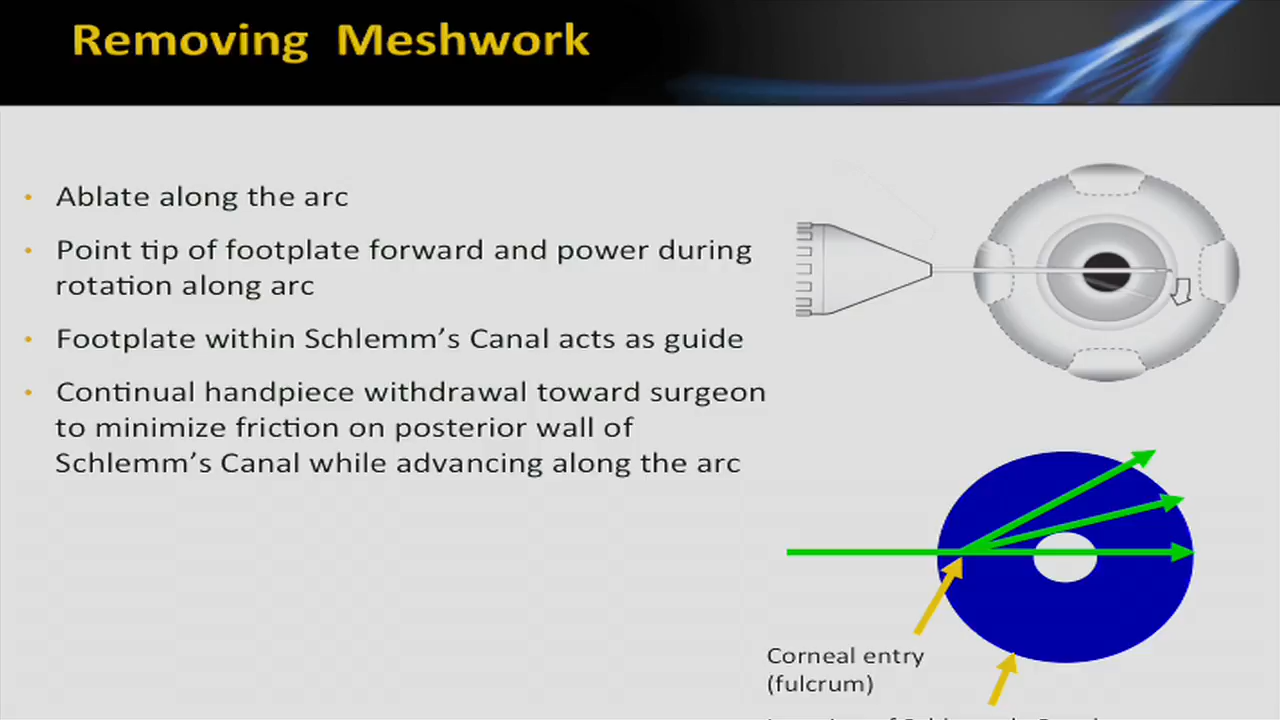 Removing Meshwork
Ablate along the arc
Point tip of footplate forward and power during
rotation along arc
Footplate within Schlemm's Canal acts as guide
Continual handpiece withdrawal toward surgeon
to minimize friction on posterior wall of
Schlemm's Canal while advancing along the arc
Corneal entry
(fulcrum)